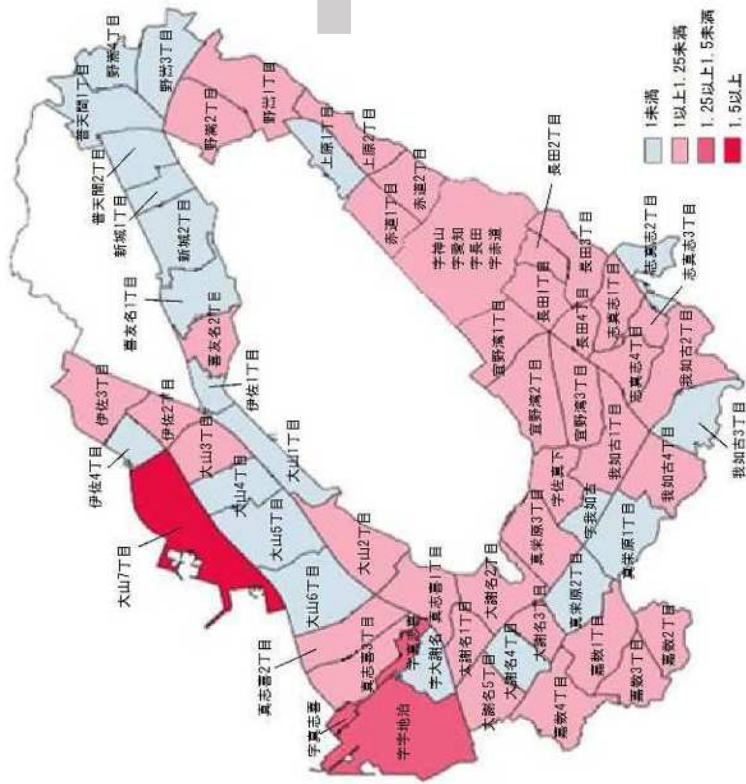 野嵩4丁目
野嵩3丁目
普天間1丁目
野嵩2丁目
野嵩1丁目
普天間2丁目
新城1丁目
新城2丁目
上原1丁目
上原2丁目
赤道1丁目
赤道2丁目
喜友名1丁目
喜友名2丁目
字神山
字愛知
字長田
字赤道
長田2丁目
長田1丁目
長田3丁目
長田4丁目
志真志1丁目
志真志2丁目
志真志3丁目
志真志4丁目
宜野湾1丁目
宜野湾2丁目
宜野湾3丁目
伊佐3丁目
伊佐2丁目
伊佐1丁目
伊佐4丁目
大山3丁目
大山1丁目
大山4丁目
大山5丁目
大山7丁目
大山6丁目
大山2丁目
我如古2丁目
我如古1丁目
我如古3丁目
我如古4丁目
字佐真下
字我如古
真栄原3丁目
真栄原1丁目
真栄原2丁目
真志喜2丁目
真志喜3丁目
真志喜1丁目
字真志喜
字真志喜
字大謝名
大謝名1丁目
大謝名2丁目
大謝名3丁目
大謝名4丁目
大謝名5丁目
字宇地泊
嘉数1丁目
嘉数2丁目
嘉数3丁目
嘉数4丁目
1未満
1以上1.25未満
1.25以上1.5未満
1.5以上